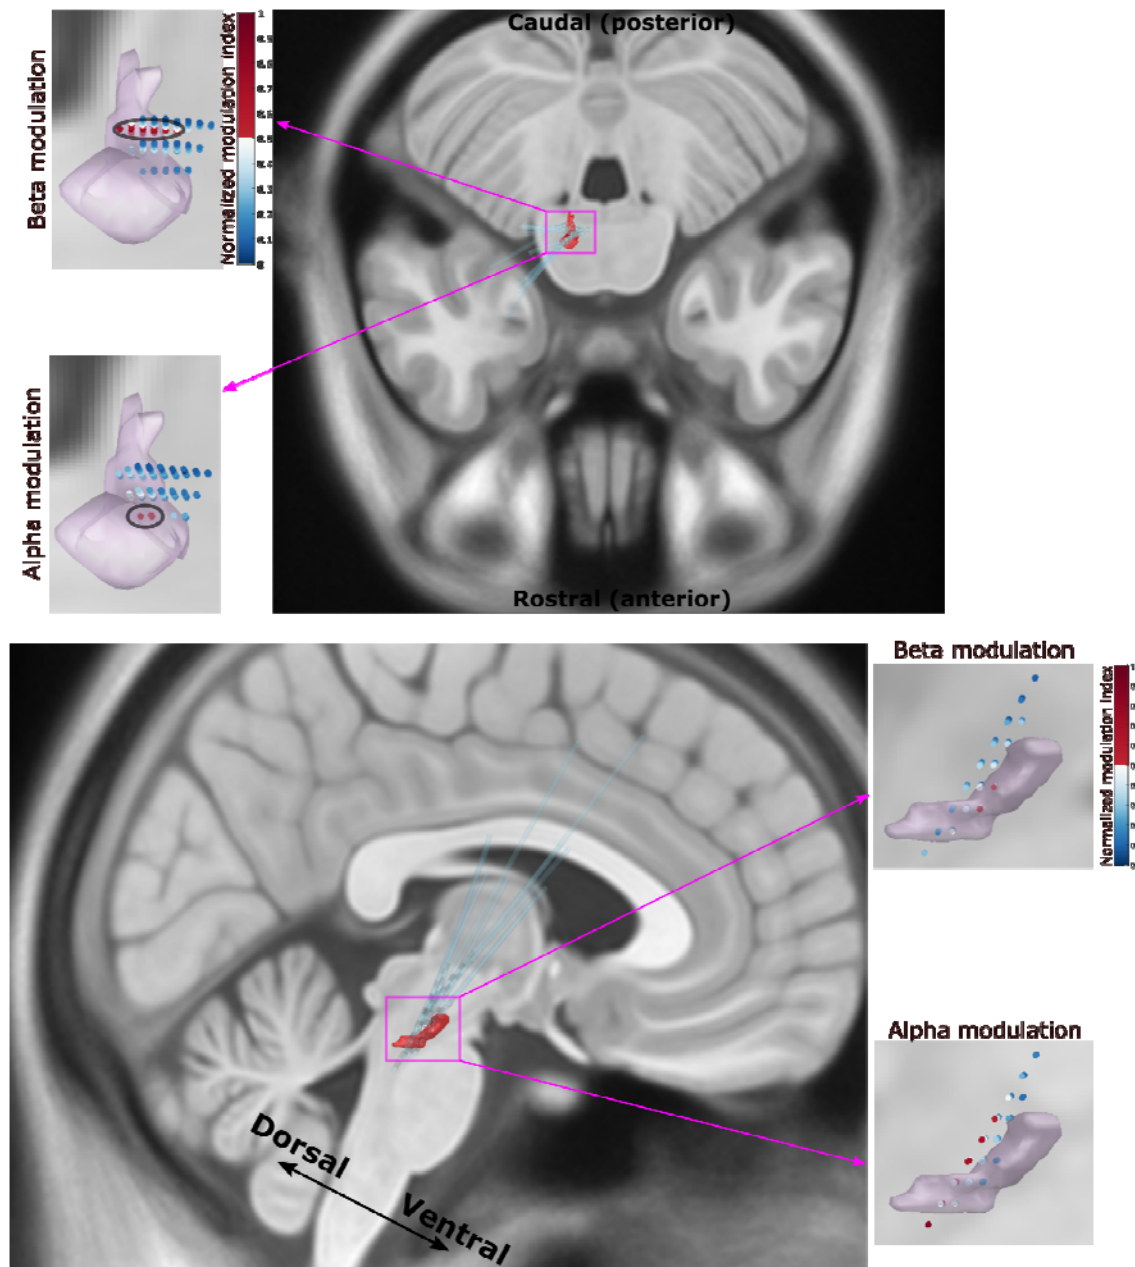 Caudal (posterior)
Beta modulation
Normalized modulation index
1
Alpha modulation
Rostral (anterior)
Beta modulation
Normalized modulation index
Alpha modulation
Dorsal
Ventral